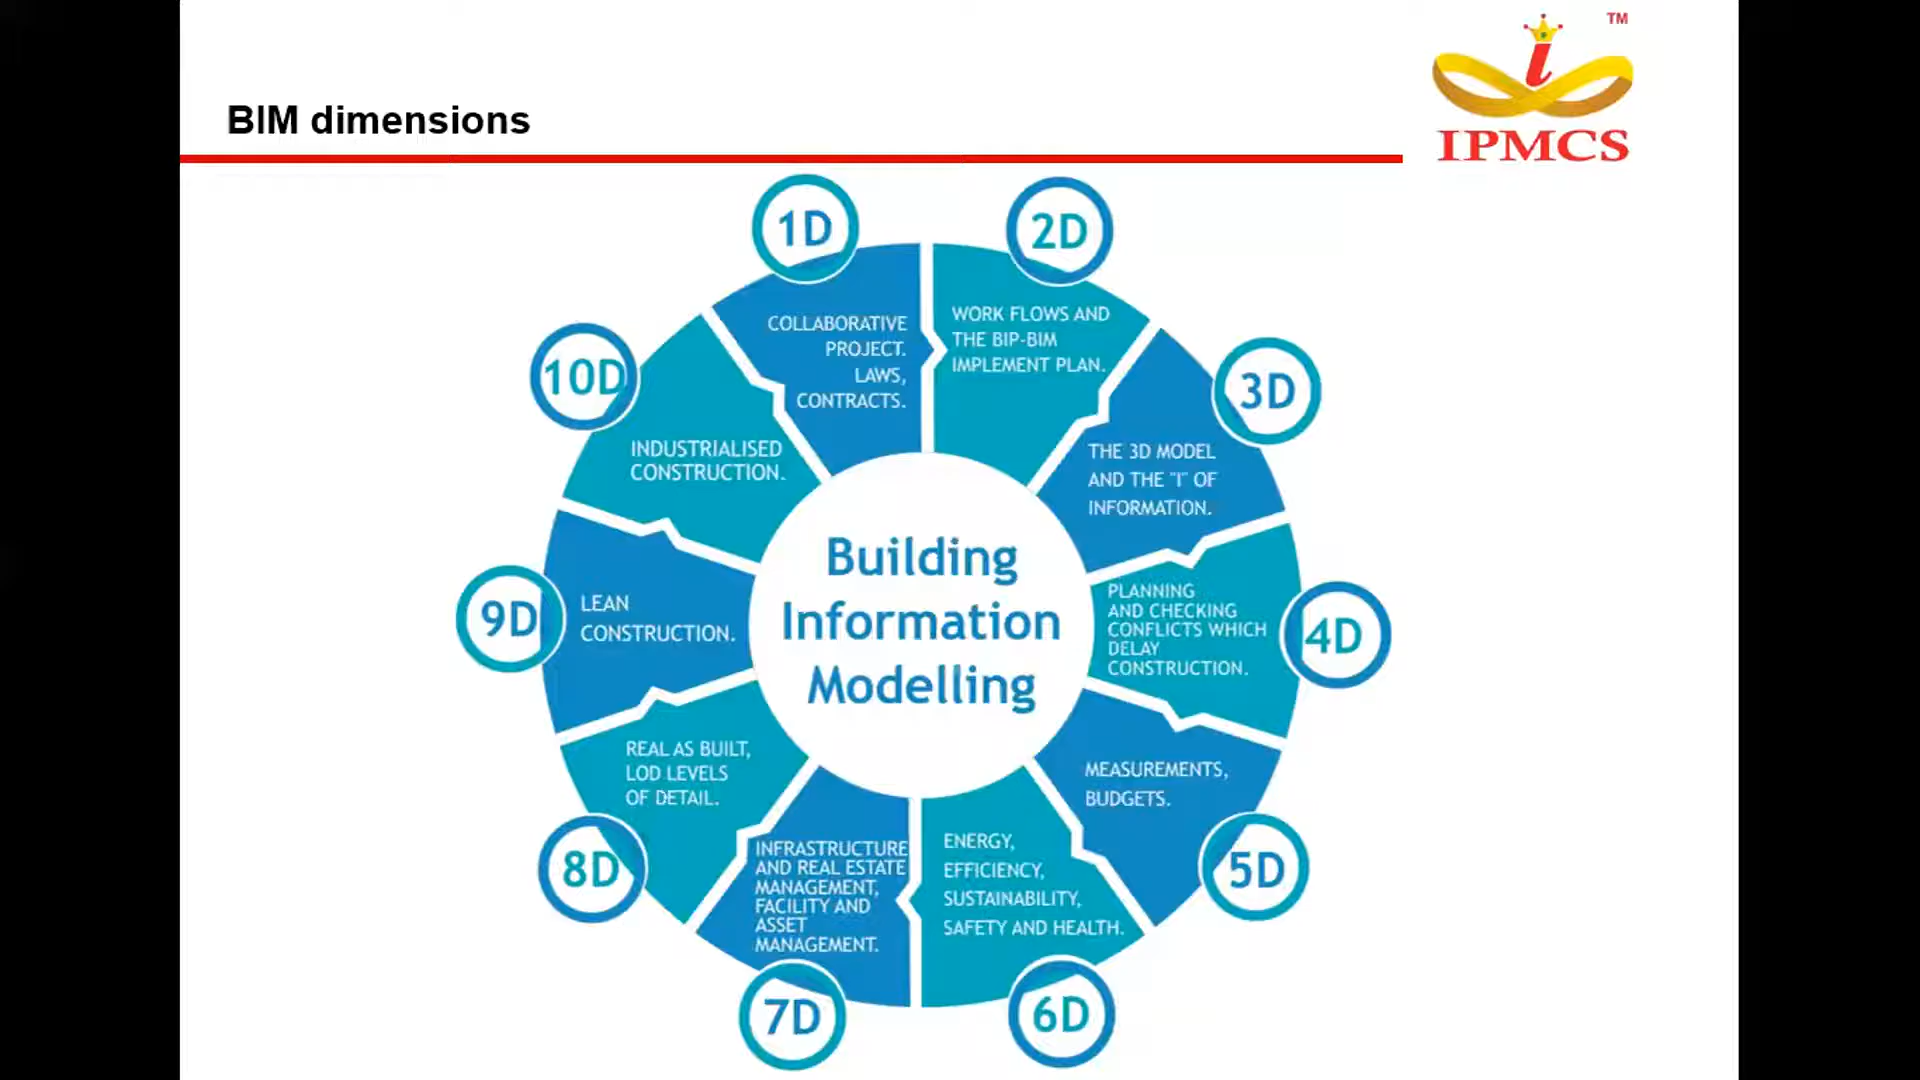 BIM dimensions
TM
i
IPMCS
1D
COLLABORATIVE
PROJECT.
LAWS,
CONTRACTS.
2D
WORK FLOWS AND
THE BIP-BIM
IMPLEMENT PLAN.
3D
THE 3D MODEL
AND THE "I" OF
INFORMATION.
4D
PLANNING
AND CHECKING
CONFLICTS WHICH
DELAY
CONSTRUCTION.
5D
MEASUREMENTS,
BUDGETS.
6D
ENERGY,
EFFICIENCY,
SUSTAINABILITY,
SAFETY AND HEALTH.
7D
INFRASTRUCTURE
AND REAL ESTATE
MANAGEMENT,
FACILITY AND
ASSET
MANAGEMENT.
8D
REAL AS BUILT,
LOD LEVELS
OF DETAIL.
9D
LEAN
CONSTRUCTION.
10D
INDUSTRIALISED
CONSTRUCTION.
Building
Information
Modelling